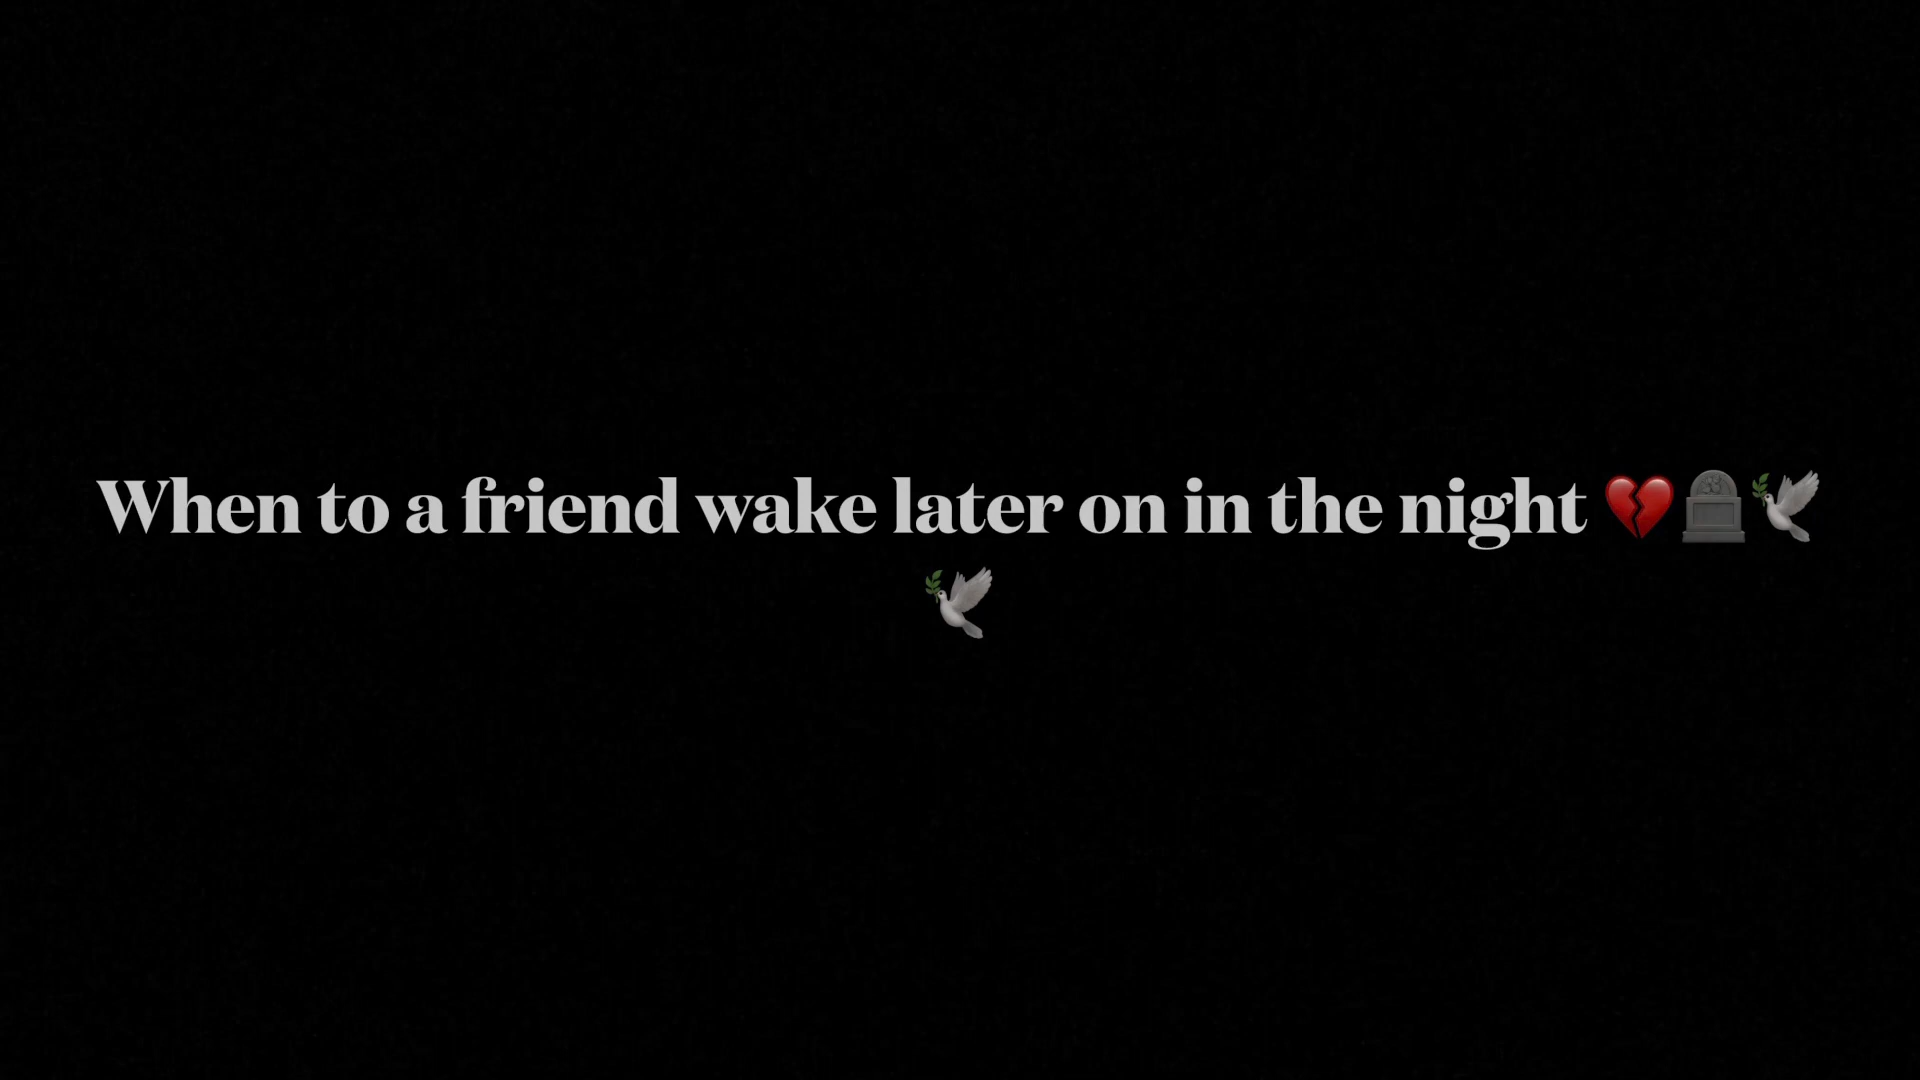 When to a friend wake later on in the night 💔🪦🕊️
🕊️